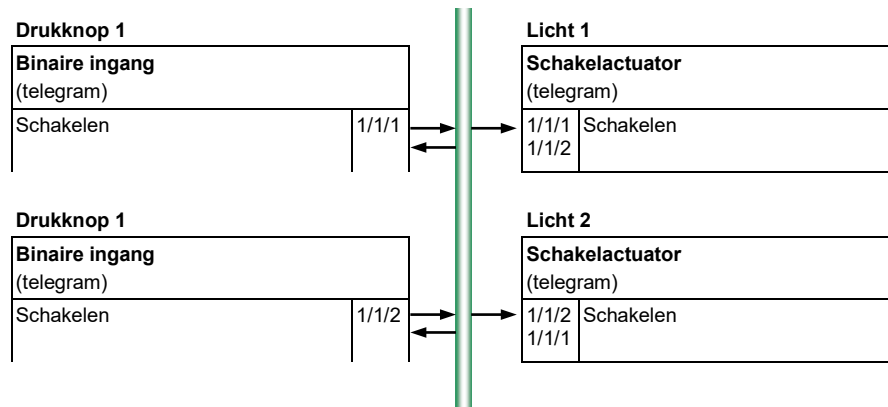 Drukknop 1
Binaire ingang
(telegram)
Schakelen 1/1/1
Licht 1
Schakelactuator
(telegram)
1/1/1 Schakelen
1/1/2
Drukknop 1
Binaire ingang
(telegram)
Schakelen 1/1/2
Licht 2
Schakelactuator
(telegram)
1/1/2 Schakelen
1/1/1